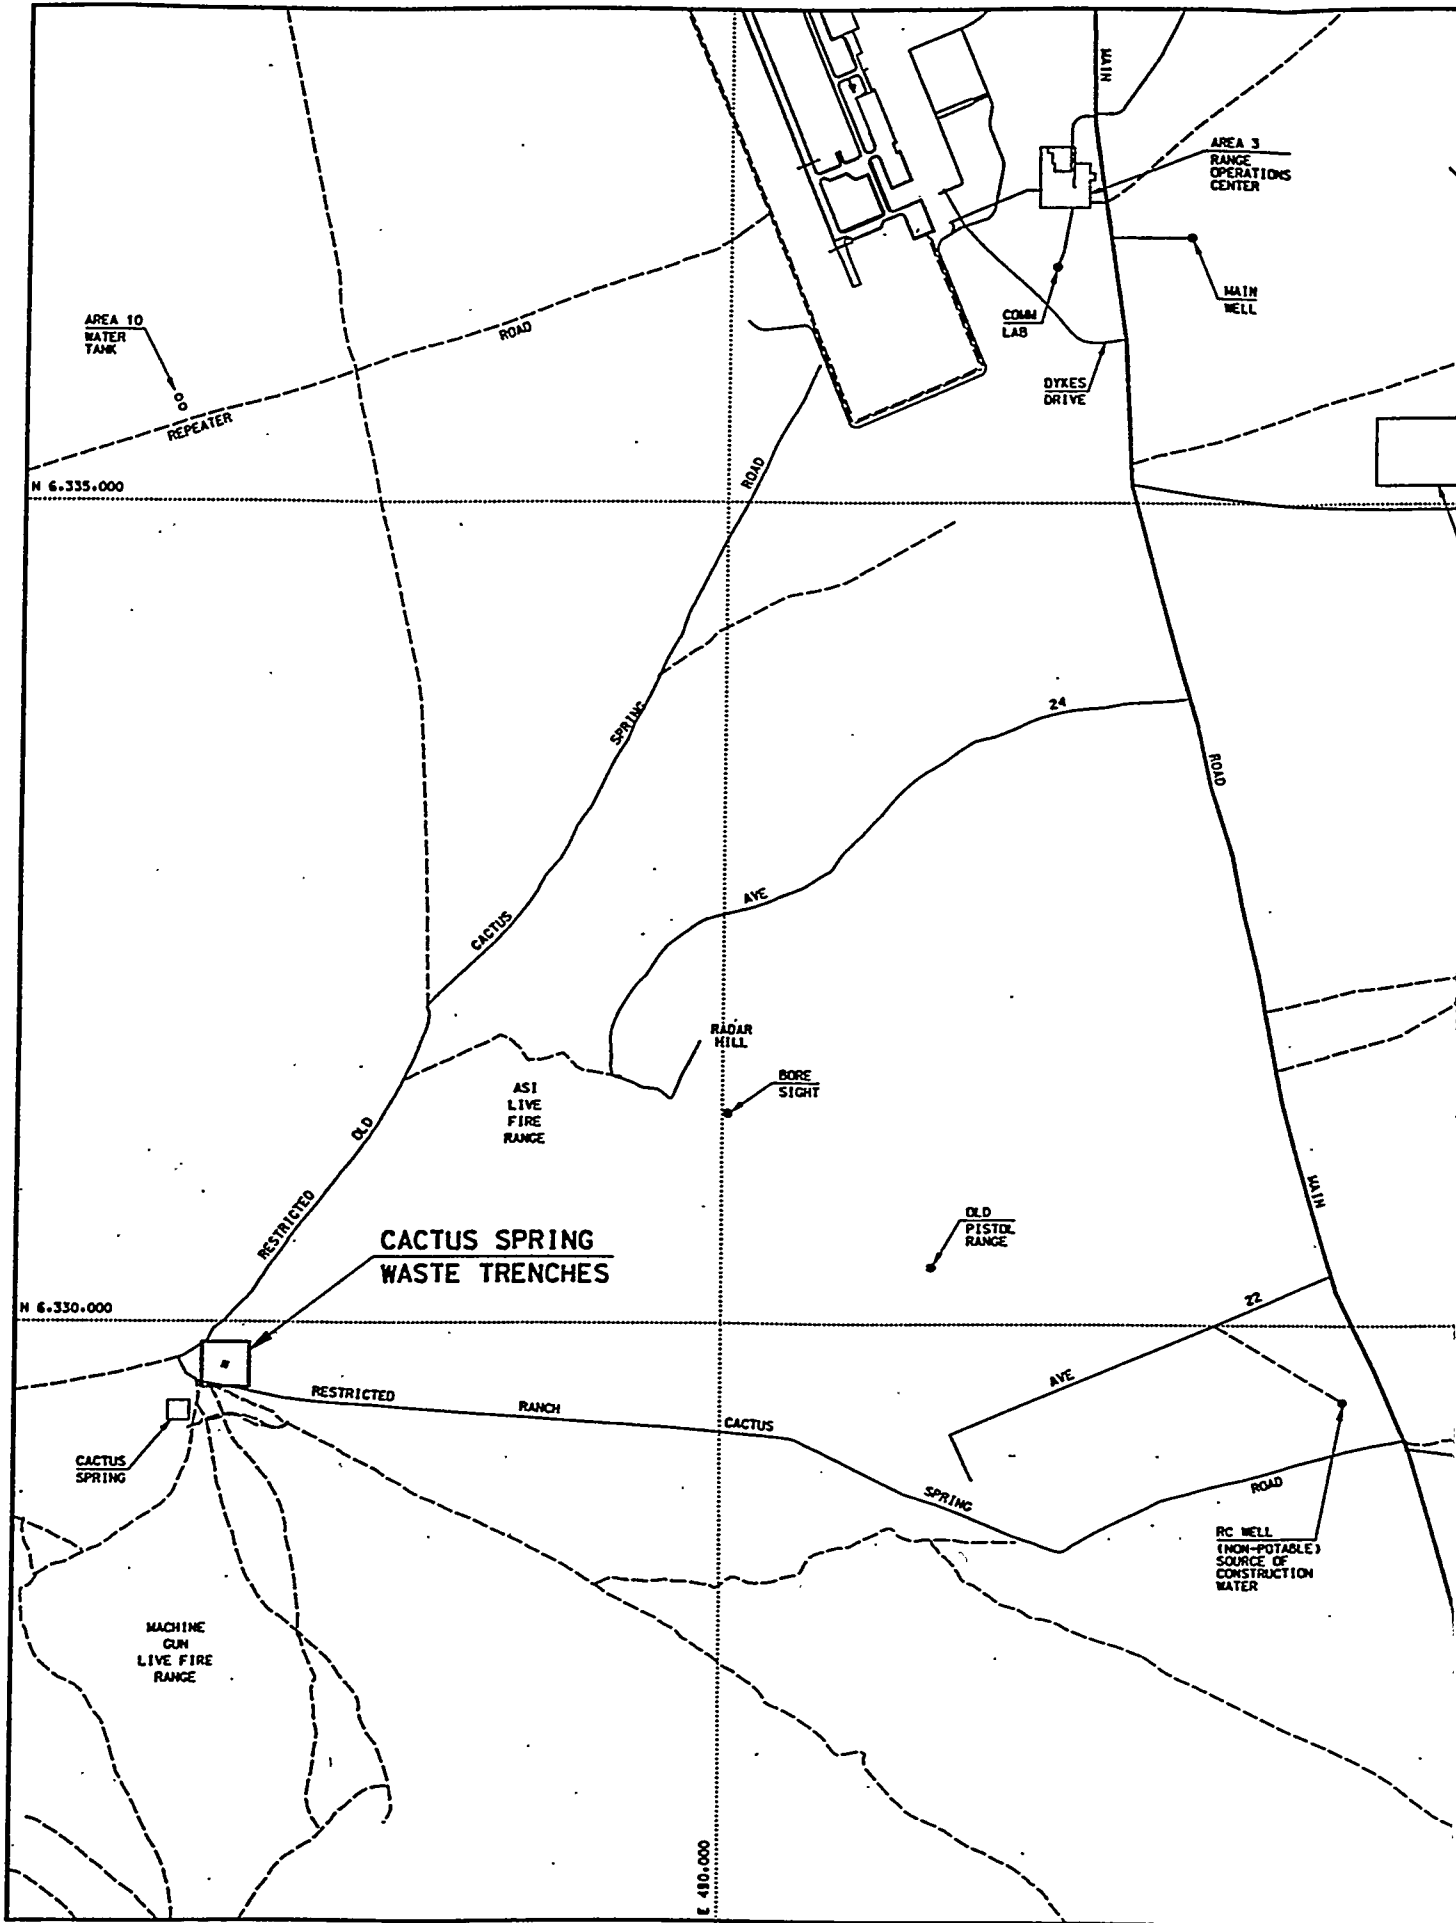 MAIN
AREA 3
RANGE
OPERATIONS
CENTER
MAIN
WELL
COMM
LAB
DYKES
DRIVE
AREA 10
WATER
TANK
ROAD
REPEATER
ROAD
N 6.335.000
SPRING
24
ROAD
AVE
CACTUS
RADAR
HILL
BORE
SIGHT
ASI
LIVE
FIRE
RANGE
OLD
RESTRICTED
MAIN
OLD
PISTOL
RANGE
CACTUS SPRING
WASTE TRENCHES
N 6.330.000
22
AVE
RESTRICTED
RANCH
CACTUS
SPRING
ROAD
CACTUS
SPRING
RC WELL
(NON-POTABLE)
SOURCE OF
CONSTRUCTION
WATER
MACHINE
GUN
LIVE FIRE
RANGE
E 490.000